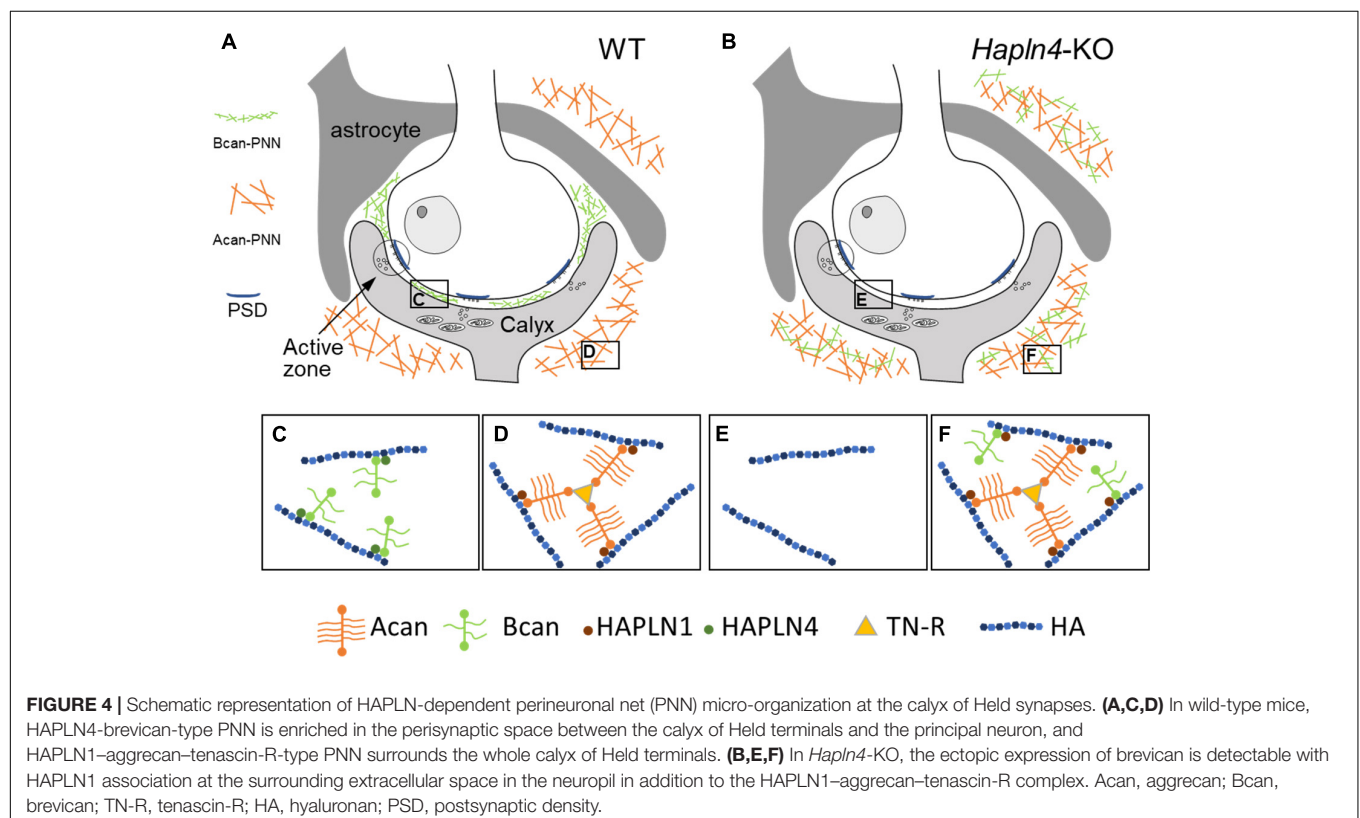 A
WT
B
Hapln4-KO
astrocyte
Bcan-PNN
Acan-PNN
PSD
C
Calyx
Active
zone
D
E
F
C
D
E
F
Acan
Bcan
HAPLN1
HAPLN4
TN-R
HA
FIGURE 4 | Schematic representation of HAPLN-dependent perineuronal net (PNN) micro-organization at the calyx of Held synapses. (A,C,D) In wild-type mice,
HAPLN4-brevican-type PNN is enriched in the perisynaptic space between the calyx of Held terminals and the principal neuron, and
HAPLN1–aggrecan–tenascin-R-type PNN surrounds the whole calyx of Held terminals. (B,E,F) In Hapln4-KO, the ectopic expression of brevican is detectable with
HAPLN1 association at the surrounding extracellular space in the neuropil in addition to the HAPLN1–aggrecan–tenascin-R complex. Acan, aggrecan; Bcan,
brevican; TN-R, tenascin-R; HA, hyaluronan; PSD, postsynaptic density.